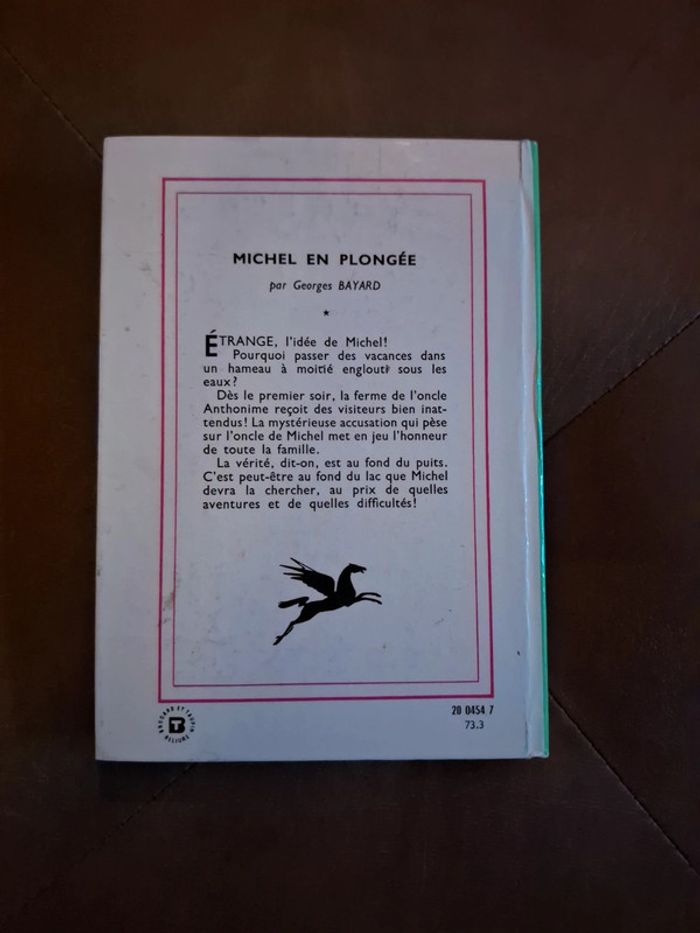 MICHEL EN PLONGÉE
par Georges BAYARD
ÉTRANGE, l'idée de Michel!
Pourquoi passer des vacances dans
un hameau à moitié englouti sous les
eaux?
Dès le premier soir, la ferme de l'oncle
Anthonime reçoit des visiteurs bien inat-
tendus! La mystérieuse accusation qui pèse
sur l'oncle de Michel met en jeu l'honneur
de toute la famille.
La vérité, dit-on, est au fond du puits.
C'est peut-être au fond du lac que Michel
devra la chercher, au prix de quelles
aventures et de quelles difficultés!
BRODARD ET TAUPIN
RELIURE
20 0454 7
73.3